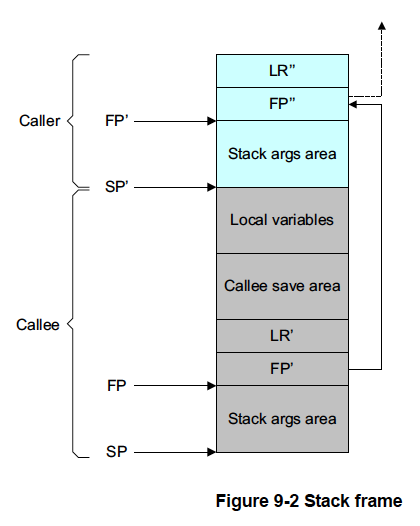 LR”
FP”
Caller
FP’
Stack args area
SP’
Local variables
Callee save area
Callee
LR’
FP’
FP
Stack args area
SP
Figure 9-2 Stack frame